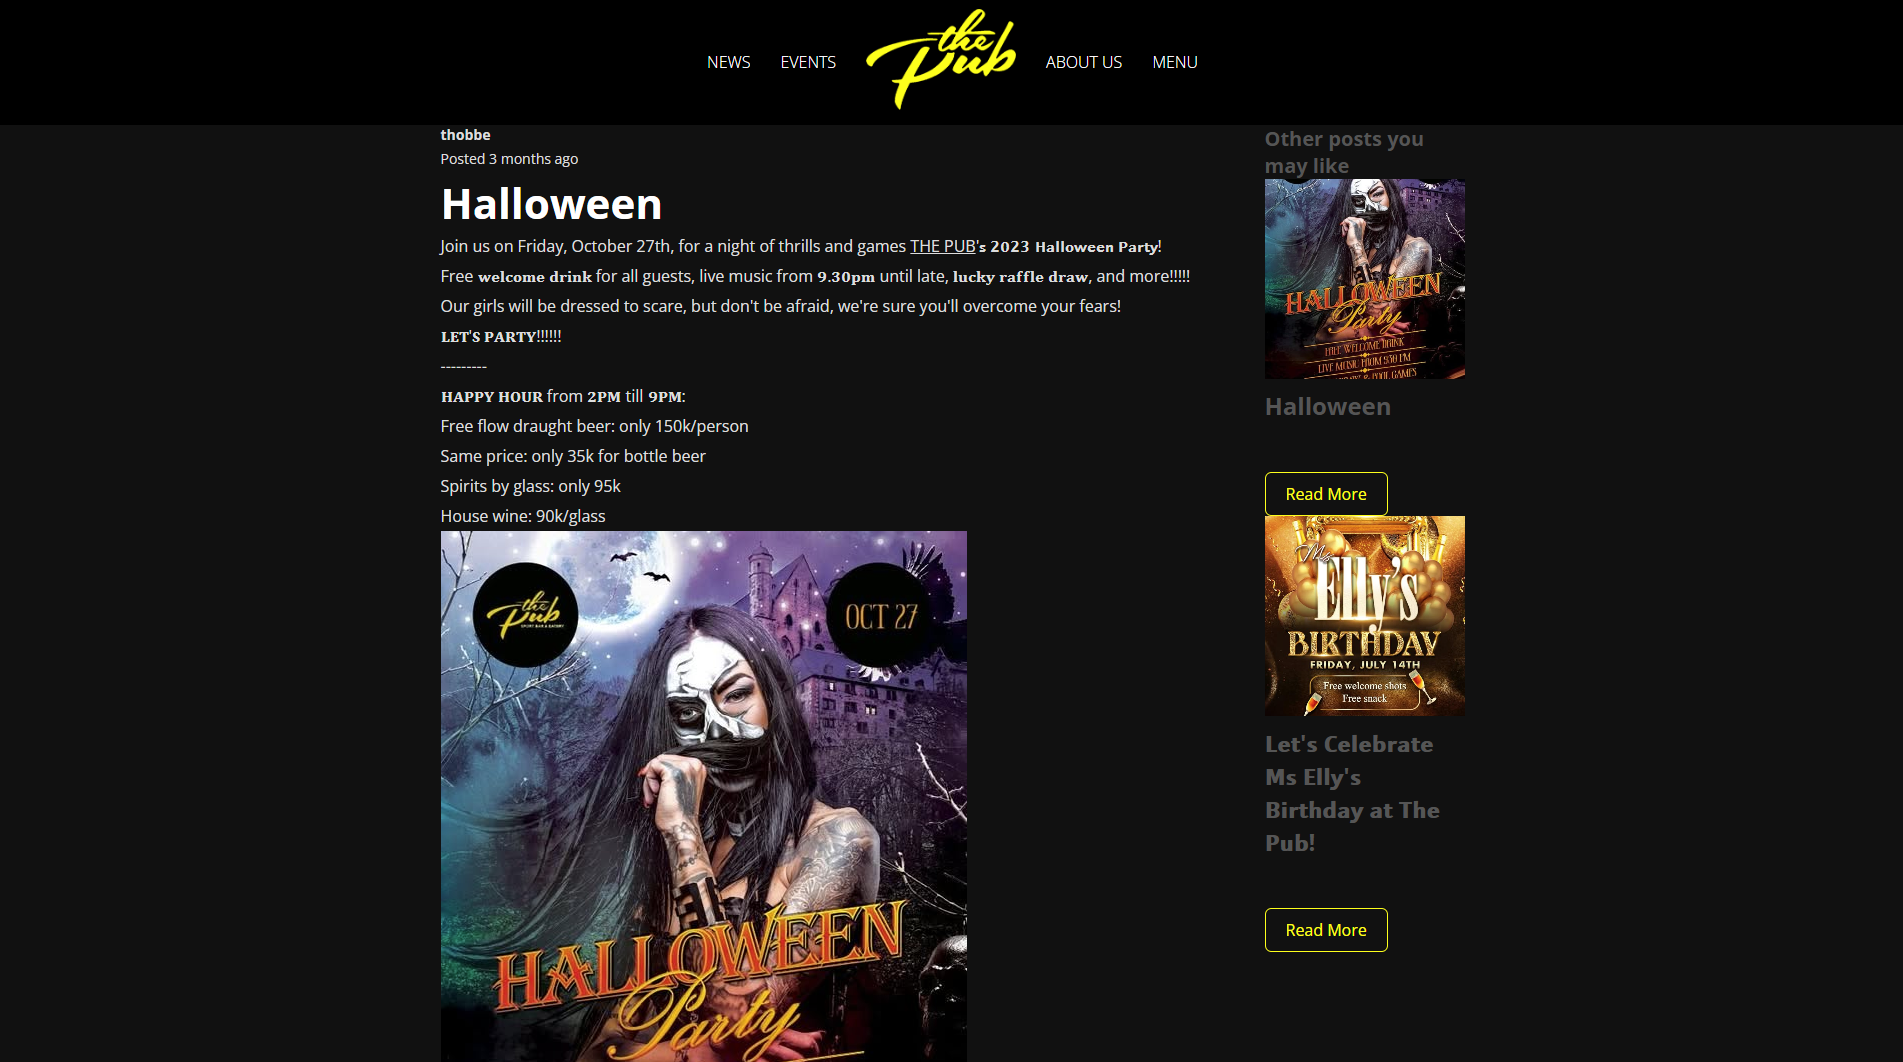 NEWS
EVENTS
the Pub
ABOUT US
MENU
thobbe
Posted 3 months ago
Halloween
Join us on Friday, October 27th, for a night of thrills and games THE PUB's 2023 Halloween Party!
Free welcome drink for all guests, live music from 9.30pm until late, lucky raffle draw, and more!!!!!
Our girls will be dressed to scare, but don't be afraid, we're sure you'll overcome your fears!
LET'S PARTY!!!!!!
---------
HAPPY HOUR from 2PM till 9PM:
Free flow draught beer: only 150k/person
Same price: only 35k for bottle beer
Spirits by glass: only 95k
House wine: 90k/glass
the Pub
SPORT BAR & EATERY
OCT 27
HALLOWEEN
Party
Other posts you
may like
HALLOWEEN
Party
FREE WELCOME DRINK
LIVE MUSIC FROM 9:30 PM
& POOL GAMES
Halloween
Read More
Ms
Elly's
BIRTHDAY
FRIDAY, JULY 14TH
Free welcome shots
Free snack
Let's Celebrate
Ms Elly's
Birthday at The
Pub!
Read More